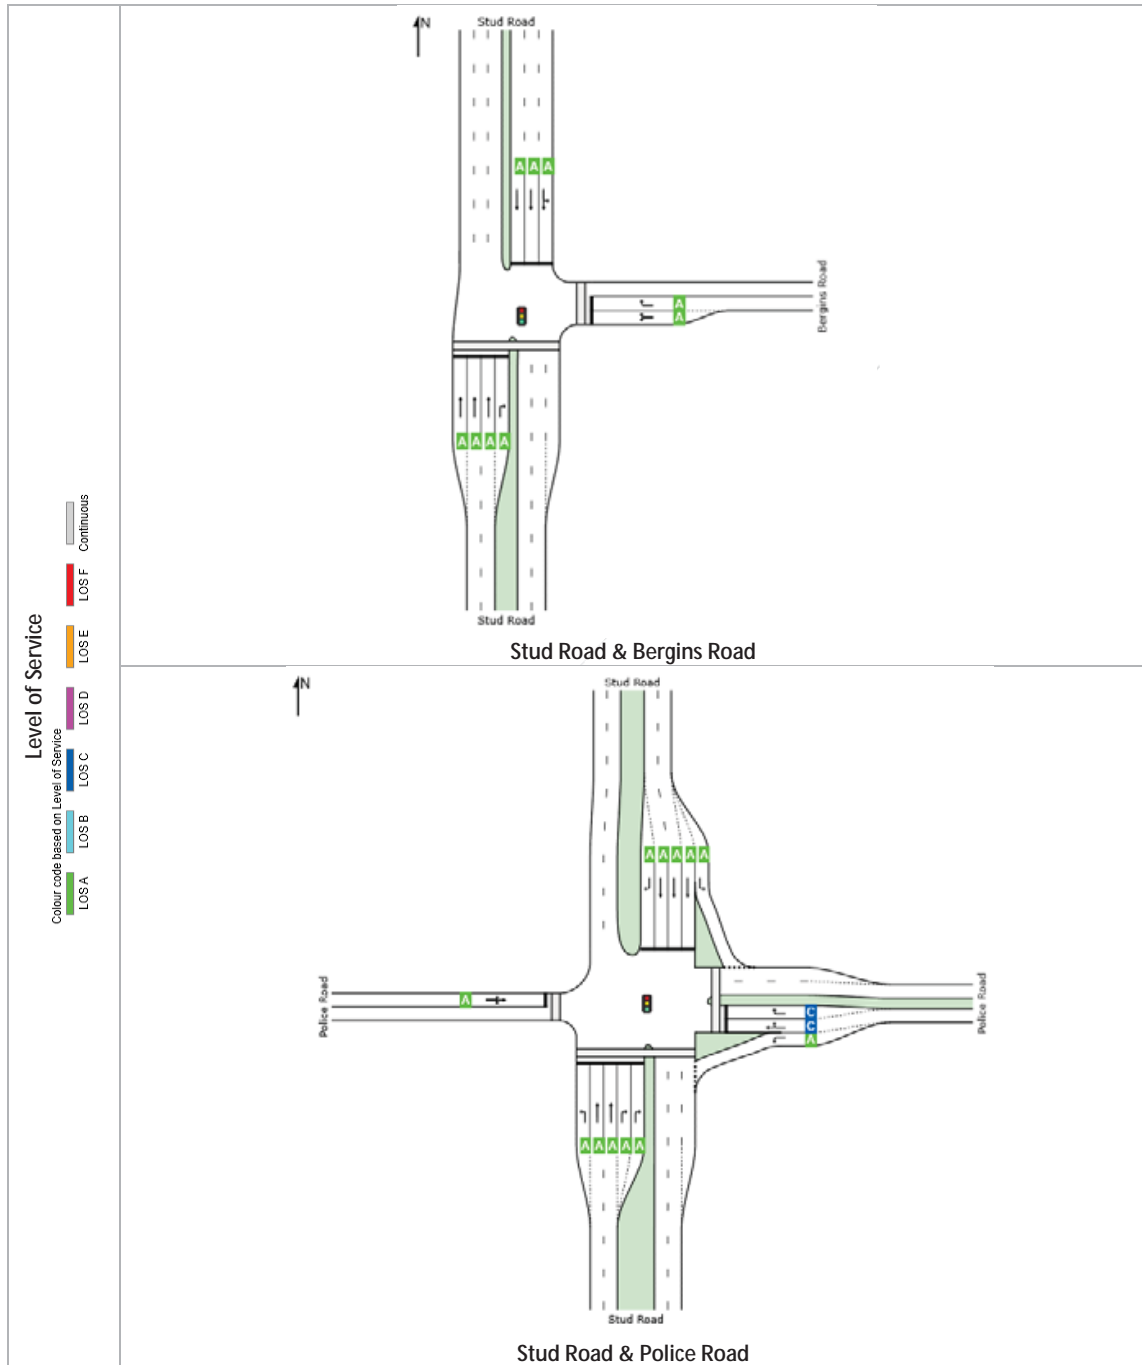 Level of Service
Colour code based on Level of Service
LOS A
LOS B
LOS C
LOS D
LOS E
LOS F
Continuous
N
Stud Road
A A A
Bergins Road
A
A
A A A A
Stud Road
Stud Road & Bergins Road
N
Stud Road
A A A A A
Police Road
A
C
C
A
Police Road
A A A A A
Stud Road
Stud Road & Police Road